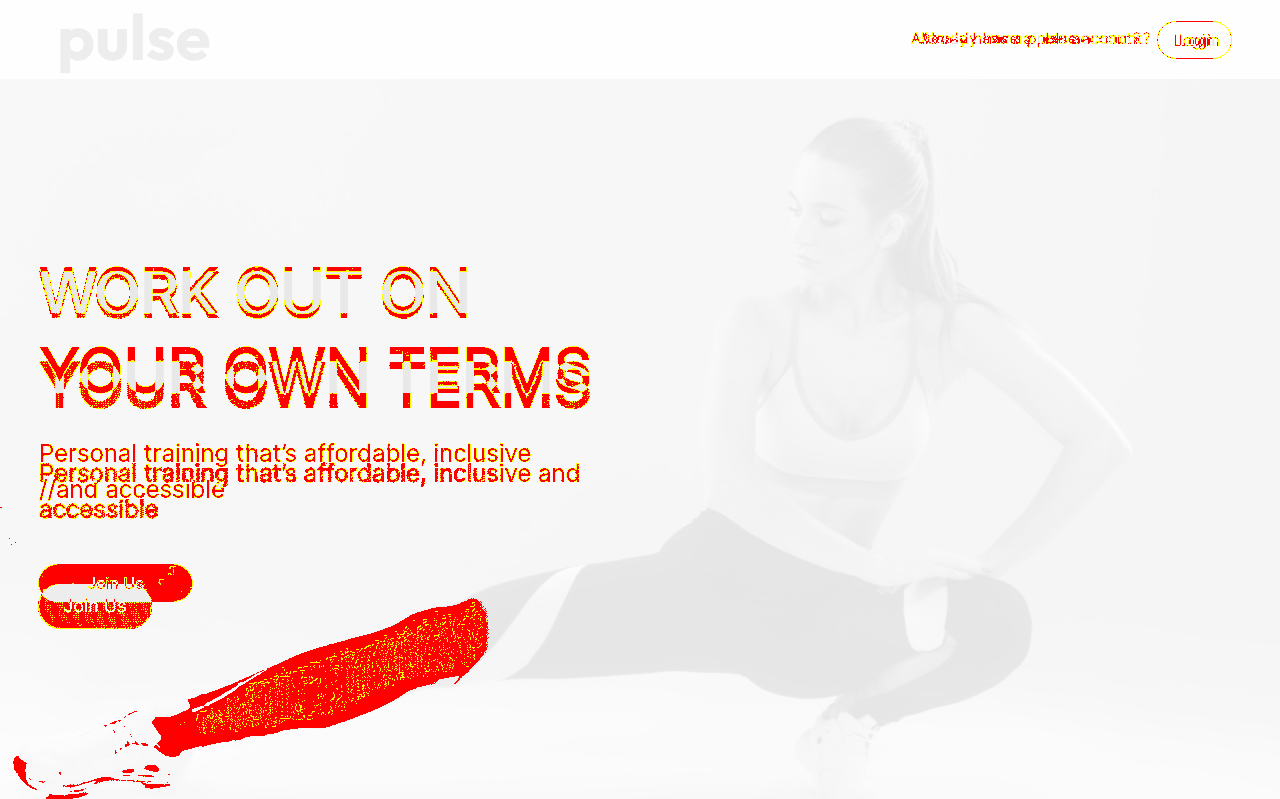 pulse
Login
WORK OUT ON
YOUR OWN TERMS
Personal training that's affordable, inclusive
Personal training that's affordable, inclusive and
//and accessible
accessible
Join Us
Join Us